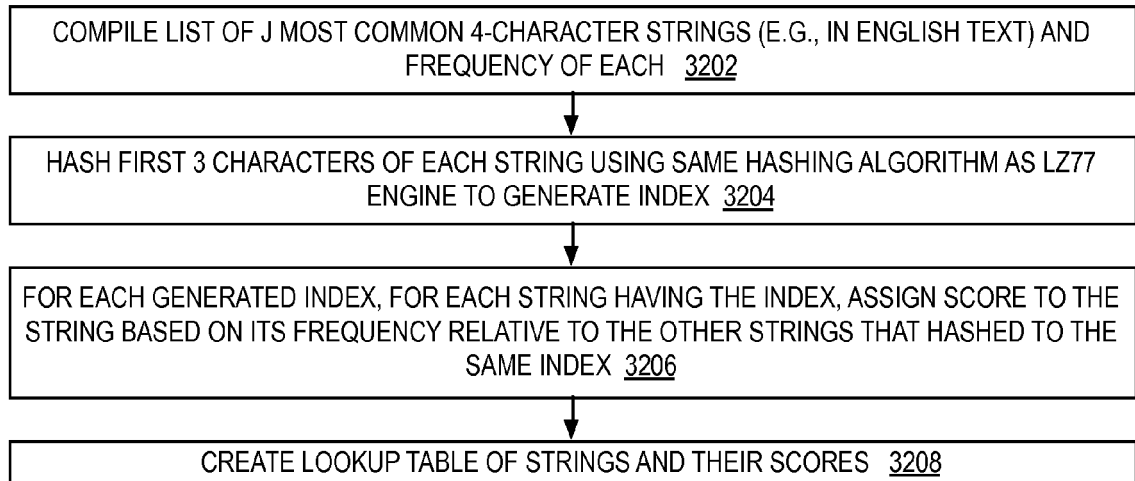 COMPILE LIST OF J MOST COMMON 4-CHARACTER STRINGS (E.G., IN ENGLISH TEXT) AND
FREQUENCY OF EACH 3202
HASH FIRST 3 CHARACTERS OF EACH STRING USING SAME HASHING ALGORITHM AS LZ77
ENGINE TO GENERATE INDEX 3204
FOR EACH GENERATED INDEX, FOR EACH STRING HAVING THE INDEX, ASSIGN SCORE TO THE
STRING BASED ON ITS FREQUENCY RELATIVE TO THE OTHER STRINGS THAT HASHED TO THE
SAME INDEX 3206
CREATE LOOKUP TABLE OF STRINGS AND THEIR SCORES 3208